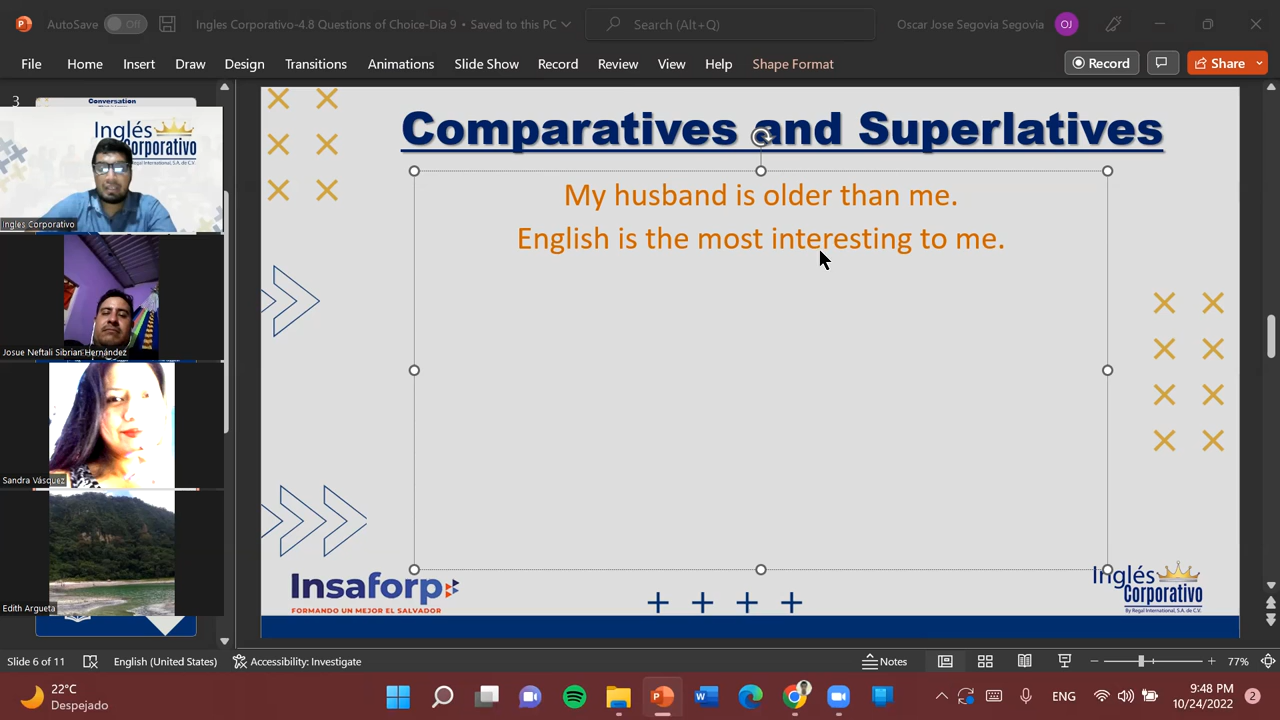 AutoSave Off Ingles Corporativo-4.8 Questions of Choice-Dia 9 • Saved to this PC Search (Alt+Q) Oscar Jose Segovia Segovia OJ
File Home Insert Draw Design Transitions Animations Slide Show Record Review View Help Shape Format Record Share
3
Conversation
Inglés
Corporativo
By Regal International, S.A. de C.V.
Ingles Corporativo
Josue Neftali Sibrian Hernández
Sandra Vásquez
Edith Argueta
Comparatives and Superlatives
My husband is older than me.
English is the most interesting to me.
Insaforp
FORMANDO UN MEJOR EL SALVADOR
Inglés
Corporativo
By Regal International, S.A. de C.V.
Slide 6 of 11 English (United States) Accessibility: Investigate Notes 77%
22°C
Despejado
ENG
9:48 PM
10/24/2022
2